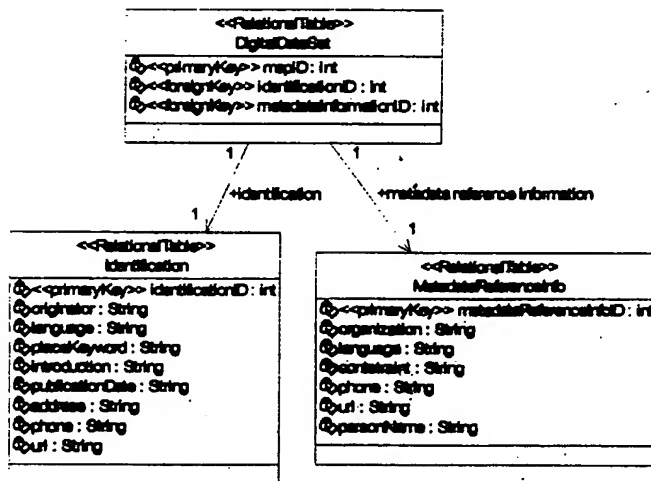 <<RelationalTable>>
DigitalDataSet
<<primaryKey>> mapID : int
<<foreignKey>> identificationID : int
<<foreignKey>> metadataInformationID : int
1
1
+identification
+metadata reference information
1
1
<<RelationalTable>>
Identification
<<primaryKey>> identificationID : int
originator : String
language : String
placeKeyword : String
introduction : String
publicationDate : String
address : String
phone : String
url : String
<<RelationalTable>>
MetadataReferenceInfo
<<primaryKey>> metadataReferenceInfoID : int
organization : String
language : String
constraint : String
phone : String
url : String
personName : String